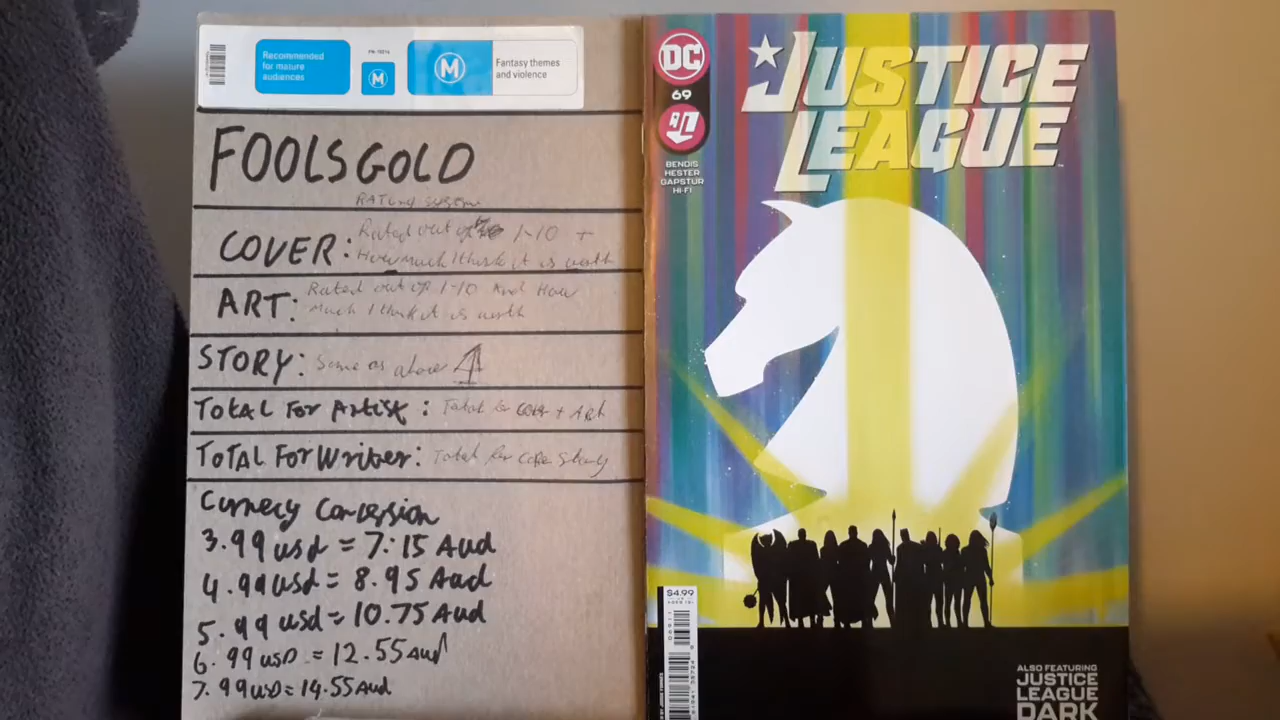 Recommended
for mature
audiences
M
M
Fantasy themes
and violence
FOOLSGOLD
RATING SYSTEM
COVER: Rated out of 1-10 +
How much I think it is worth
ART: Rated out of 1-10 And How
much I think it is worth
STORY: Same as above
TOTAL FOR Artisk: Total for + Art
TOTAL FOR Writer: Total for Story
Currency Conversion
3.99 usd = 7:15 Aud
4.99 usd = 8.95 Aud
5.99 usd = 10.75 Aud
6.99 USD = 12.55 Aud
7.99 USD = 14.55 Aud
DC
69
JL
BENDIS
HESTER
GAPSTUR
HI-FI
JUSTICE
LEAGUE
$4.99
ALSO FEATURING
JUSTICE
LEAGUE
DARK